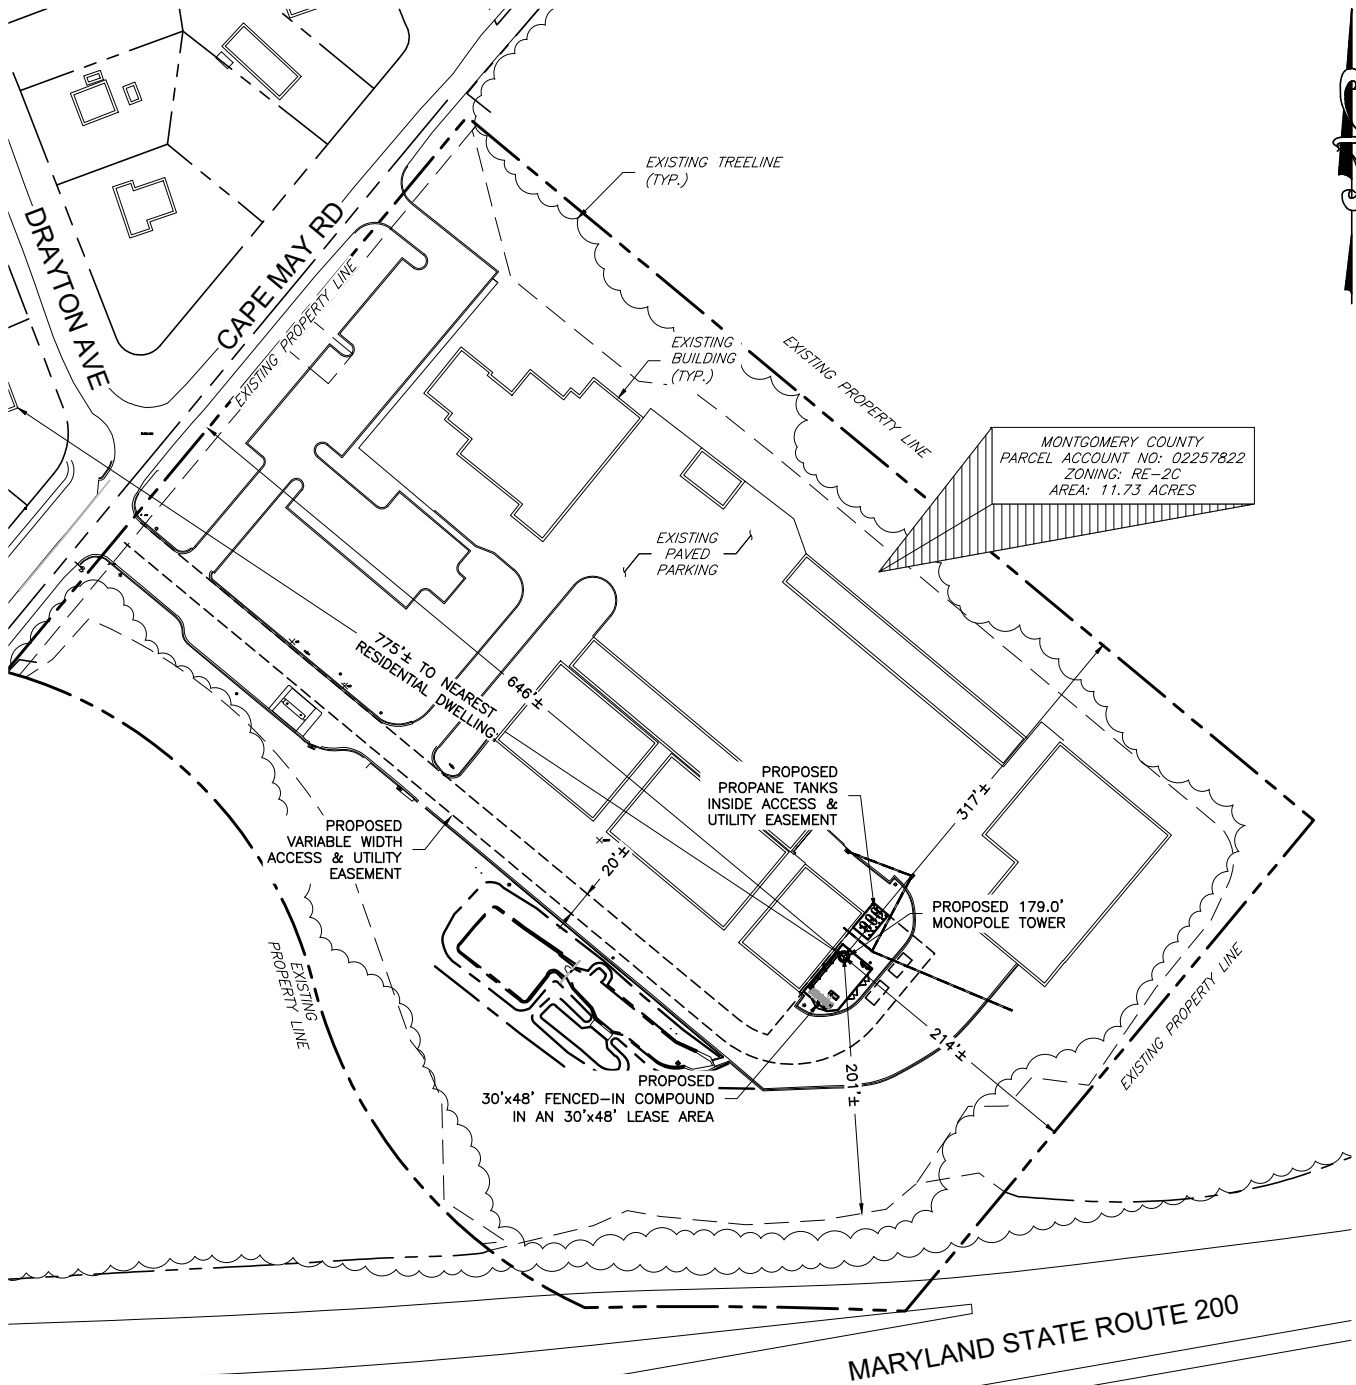 EXISTING TREELINE
(TYP.)
DRAYTON AVE
CAPE MAY RD
EXISTING PROPERTY LINE
EXISTING
BUILDING
(TYP.)
EXISTING PROPERTY LINE
MONTGOMERY COUNTY
PARCEL ACCOUNT NO: 02257822
ZONING: RE-2C
AREA: 11.73 ACRES
EXISTING
PAVED
PARKING
775'± TO NEAREST
RESIDENTIAL DWELLING
646'±
PROPOSED
PROPANE TANKS
INSIDE ACCESS &
UTILITY EASEMENT
317'±
PROPOSED
VARIABLE WIDTH
ACCESS & UTILITY
EASEMENT
20'±
PROPOSED 179.0'
MONOPOLE TOWER
EXISTING
PROPERTY LINE
214'±
EXISTING PROPERTY LINE
201'±
PROPOSED
30'x48' FENCED-IN COMPOUND
IN AN 30'x48' LEASE AREA
MARYLAND STATE ROUTE 200